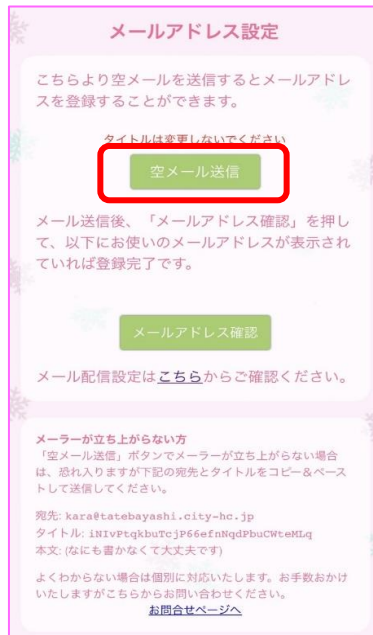 メールアドレス設定
こちらより空メールを送信するとメールアドレ
スを登録することができます。
タイトルは変更しないでください
空メール送信
メール送信後、「メールアドレス確認」を押し
て、以下にお使いのメールアドレスが表示され
ていれば登録完了です。
メールアドレス確認
メール配信設定はこちらからご確認ください。
メーラーが立ち上がらない方
「空メール送信」ボタンでメーラーが立ち上がらない場合
は、恐れ入りますが下記の宛先とタイトルをコピー&ペース
トして送信してください。
宛先: kara@tatebayashi.city-hc.jp
タイトル: iNIvPtqkbuTcjP66efnNqdPbuCWteMLq
本文: (なにも書かなくて大丈夫です)
よくわからない場合は個別に対応いたします。お手数おかけ
いたしますがこちらからお問い合わせください。
お問合せページへ